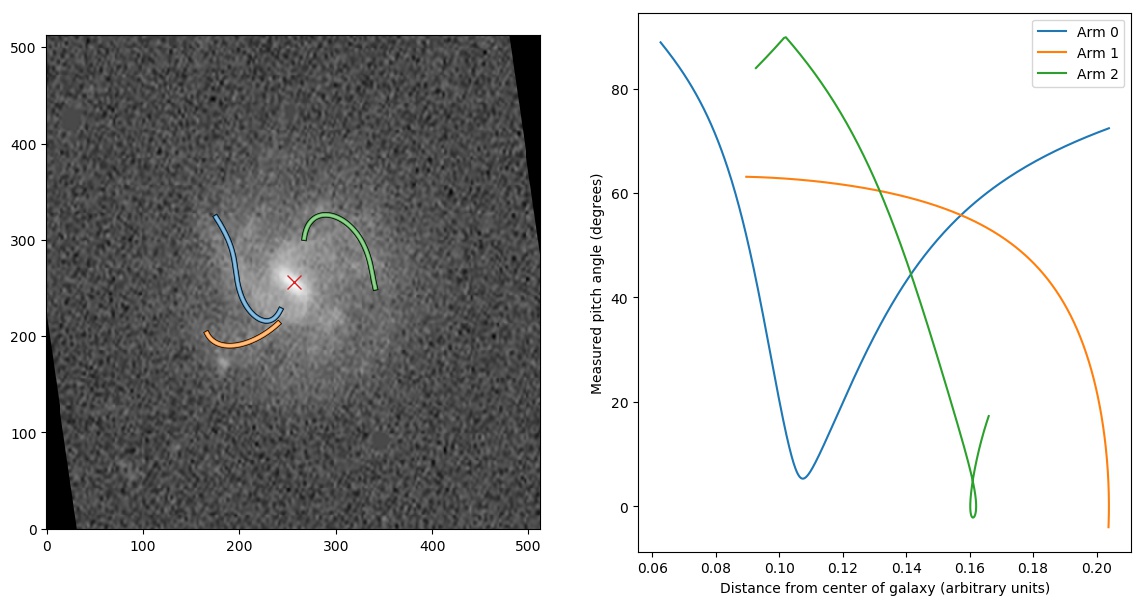 500
400
300
200
100
0
0 100 200 300 400 500
Arm 0
Arm 1
Arm 2
80
60
40
20
0
Measured pitch angle (degrees)
0.06 0.08 0.10 0.12 0.14 0.16 0.18 0.20
Distance from center of galaxy (arbitrary units)